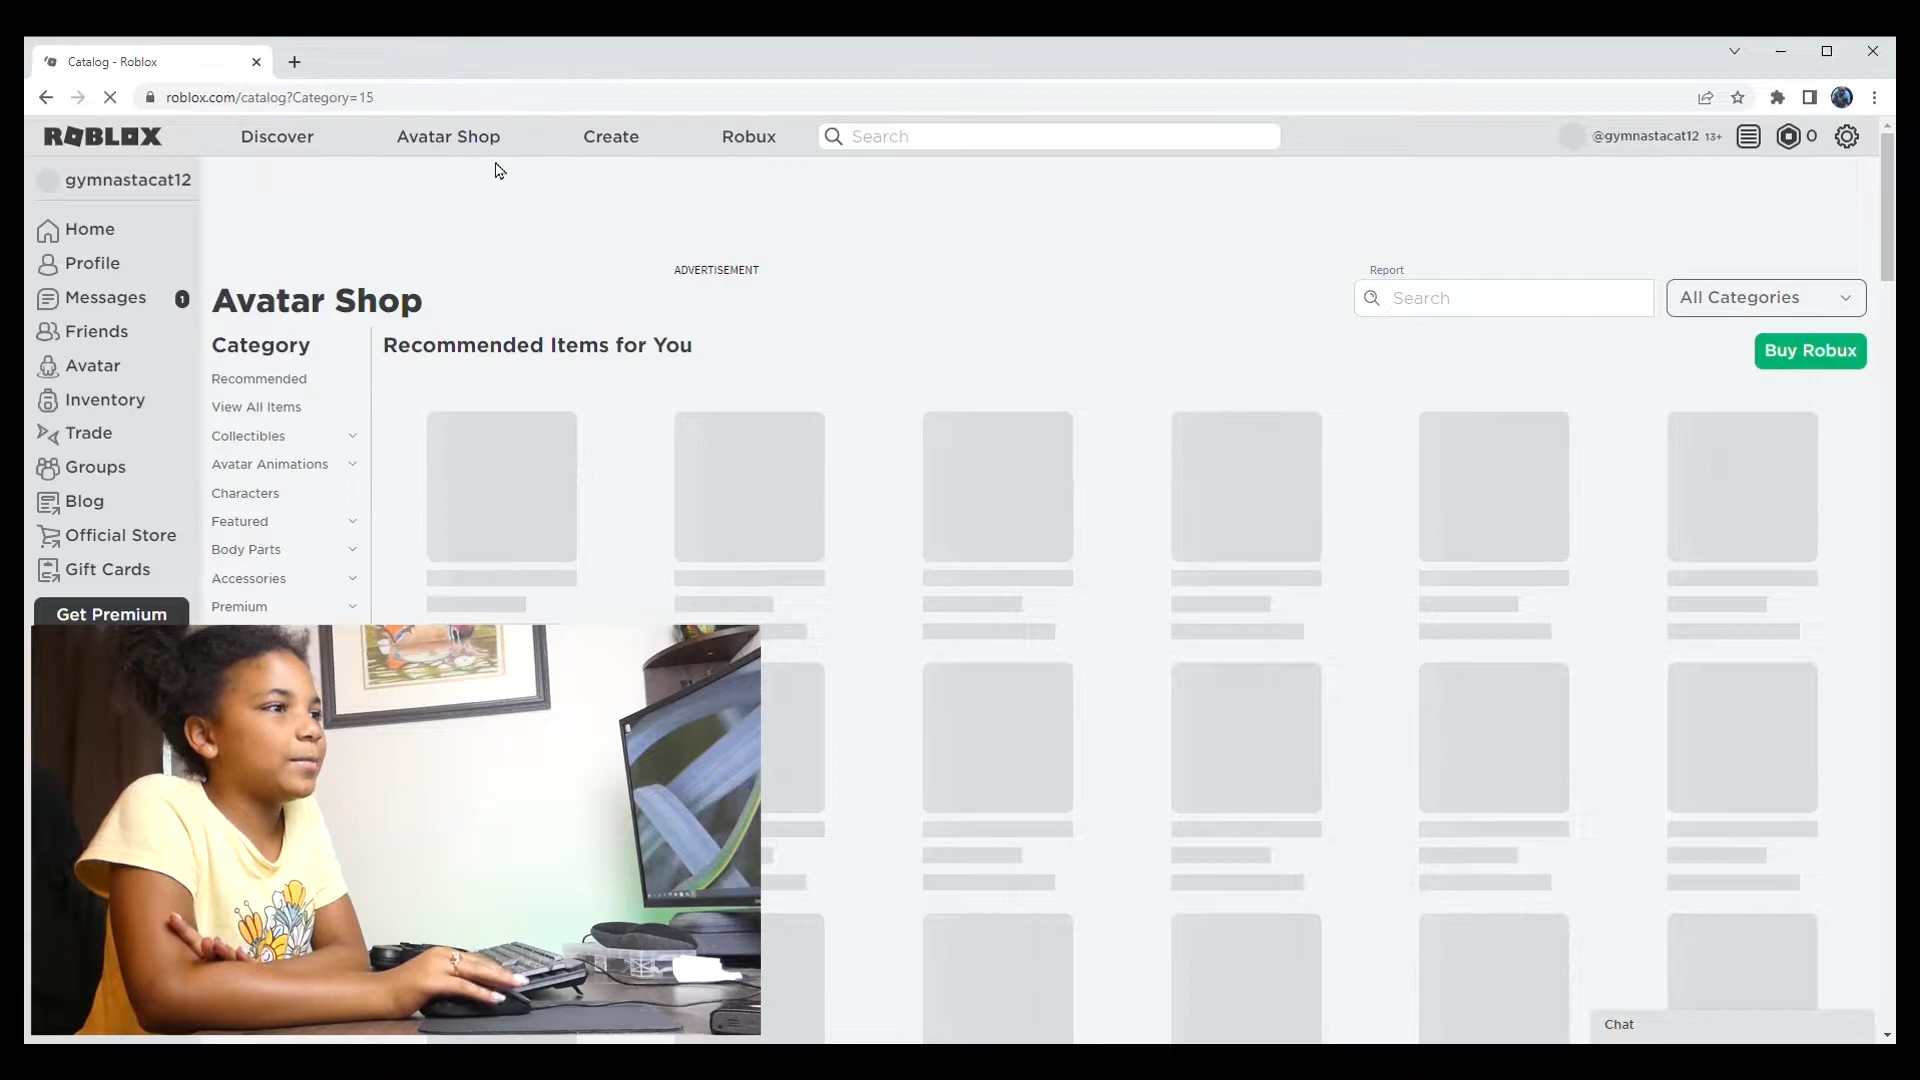 Catalog - Roblox
roblox.com/catalog?Category=15
ROBLOX
Discover
Avatar Shop
Create
Robux
Search
@gymnastacat12 13+
0
gymnastacat12
Home
Profile
Messages 1
Friends
Avatar
Inventory
Trade
Groups
Blog
Official Store
Gift Cards
Get Premium
ADVERTISEMENT
Report
Avatar Shop
Search
All Categories
Category
Recommended
View All Items
Collectibles
Avatar Animations
Characters
Featured
Body Parts
Accessories
Premium
Recommended Items for You
Buy Robux
Chat